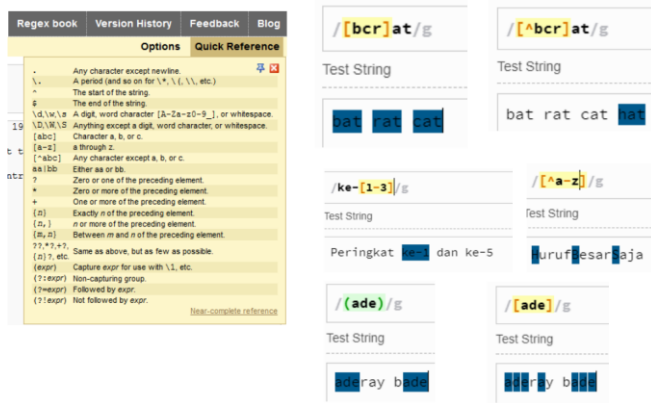 Regex book Version History Feedback Blog
Options Quick Reference
. Any character except newline.
\. A period (and so on for \*, \(, \\, etc.)
^ The start of the string.
$ The end of the string.
\d,\w,\s A digit, word character [A-Za-z0-9_], or whitespace.
\D,\W,\S Anything except a digit, word character, or whitespace.
[abc] Character a, b, or c.
[a-z] a through z.
[^abc] Any character except a, b, or c.
aa|bb Either aa or bb.
? Zero or one of the preceding element.
* Zero or more of the preceding element.
+ One or more of the preceding element.
{n} Exactly n of the preceding element.
{n,} n or more of the preceding element.
{m,n} Between m and n of the preceding element.
??,*?,+?,
{n}?, etc. Same as above, but as few as possible.
(expr) Capture expr for use with \1, etc.
(?:expr) Non-capturing group.
(?=expr) Followed by expr.
(?!expr) Not followed by expr.
Near-complete reference
19
/[bcr]at/g
Test String
bat rat cat
/[^bcr]at/g
Test String
bat rat cat hat
/ke-[1-3]/g
Test String
Peringkat ke-1 dan ke-5
/[^a-z]/g
Test String
HurufBesarSaja
/(ade)/g
Test String
aderay bade
/[ade]/g
Test String
aderay bade